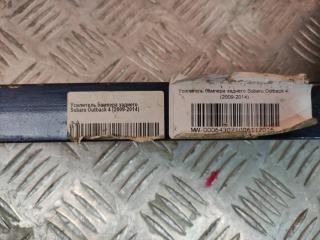 Усилитель бампера заднего
Subaru Outback 4 (2009-2014)
Усилитель бампера заднего Subaru Outback 4
(2009-2014)